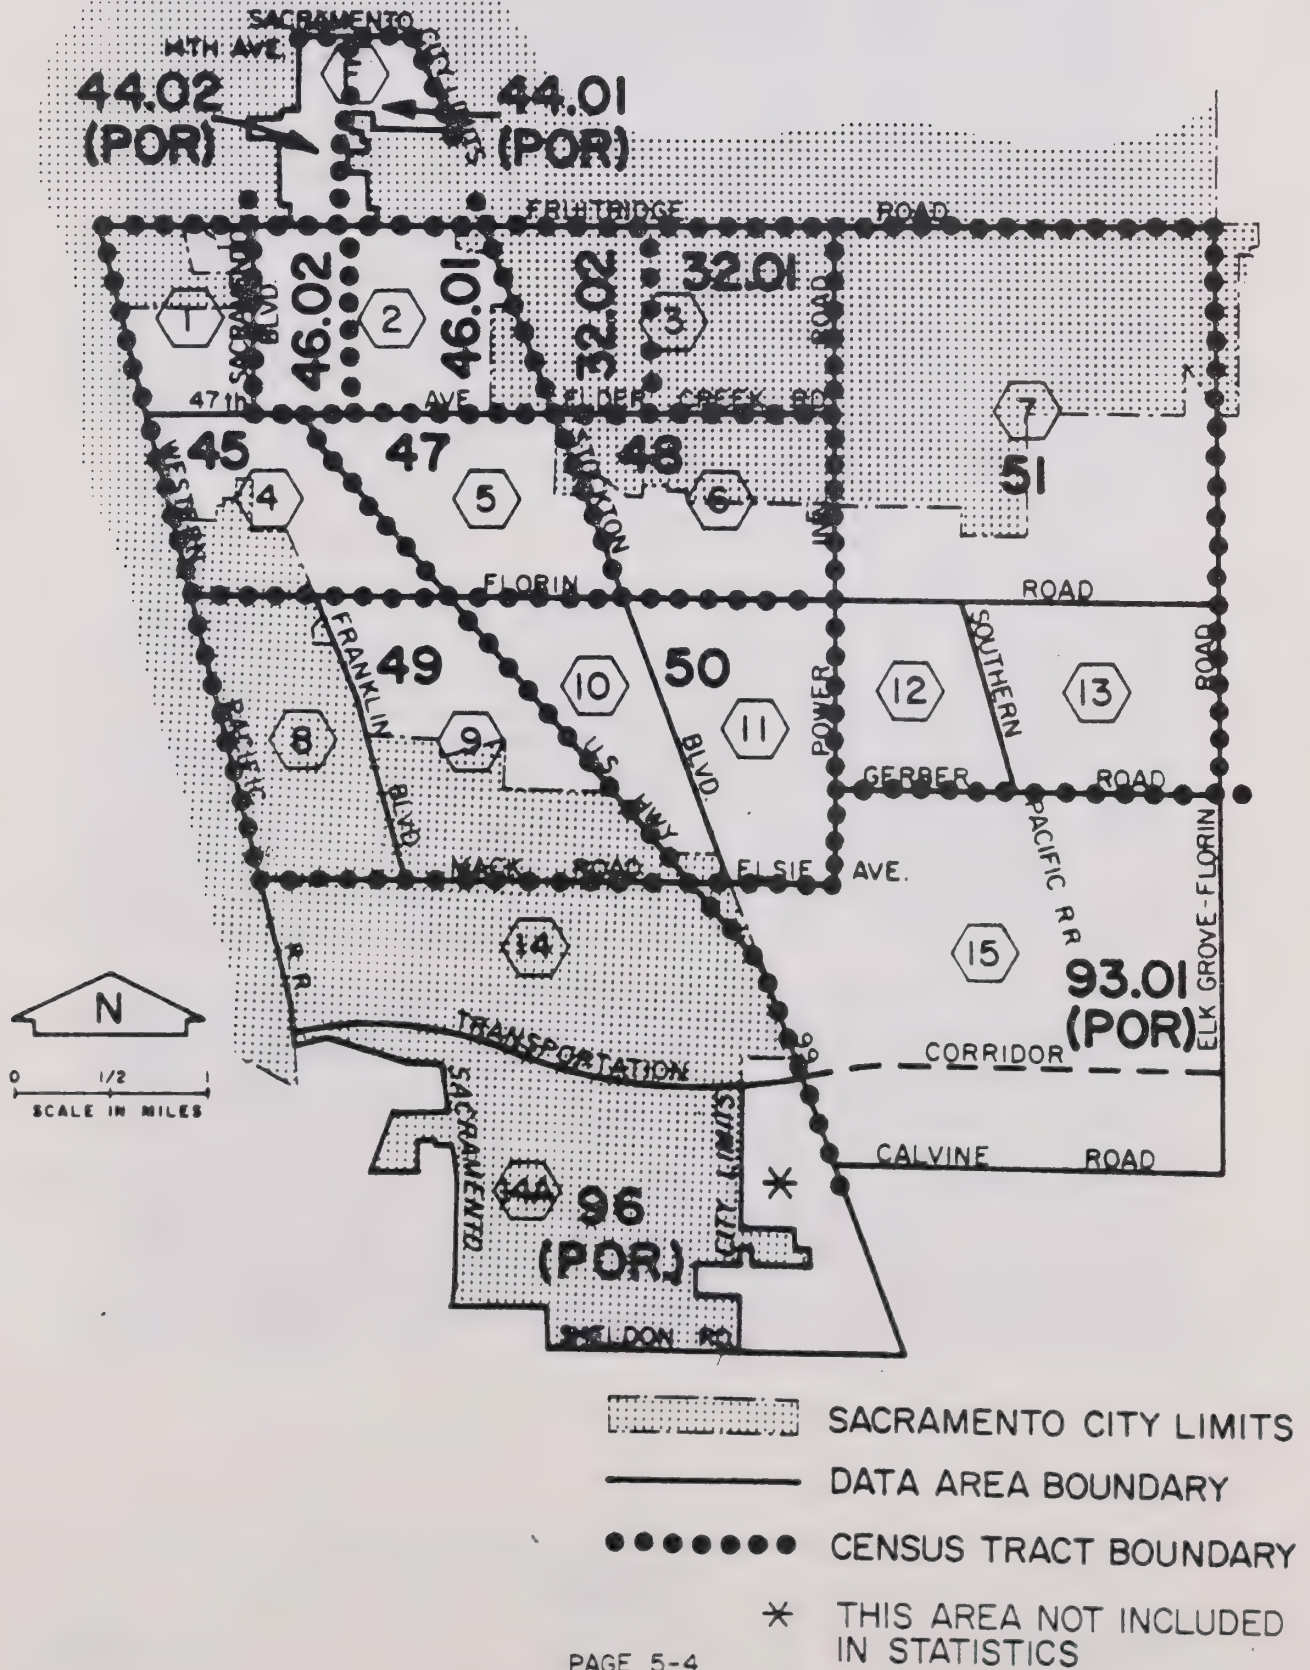 SACRAMENTO
14TH AVE.
CITY LIMITS
E
44.02
(POR)
44.01
(POR)
FRUITRIDGE ROAD
SACRAMENTO
BLVD.
46.02
46.01
32.02
32.01
ROAD
1
2
3
7
47th AVE.
ELDER CREEK RD.
45
47
48
51
WESTERN
STOCKTON
4
5
6
INN
FLORIN ROAD
FRANKLIN
49
50
SOUTHERN
ROAD
8
9
10
11
12
13
PACIFIC
U.S.
HWY
BLVD.
POWER
GERBER ROAD
BLVD.
MACK ROAD
ELSIE AVE.
PACIFIC RR
ELK GROVE-FLORIN
14
15
93.01
(POR)
R.R.
N
TRANSPORTATION
99
CORRIDOR
0 1/2 1
SCALE IN MILES
SACRAMENTO
CITY LIMITS
CALVINE ROAD
*
14A
96
(POR)
SHELDON RD.
SACRAMENTO CITY LIMITS
DATA AREA BOUNDARY
CENSUS TRACT BOUNDARY
* THIS AREA NOT INCLUDED
IN STATISTICS
PAGE 5-4